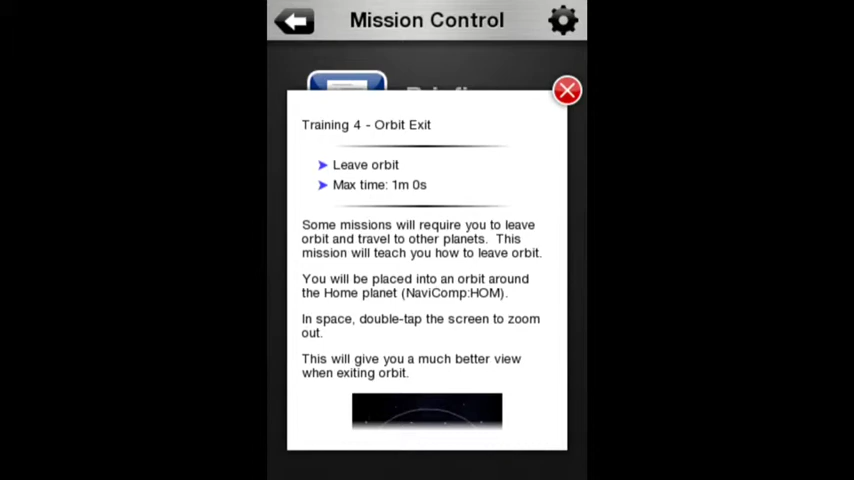 Mission Control
Training 4 - Orbit Exit
Leave orbit
Max time: 1m 0s
Some missions will require you to leave
orbit and travel to other planets.  This
mission will teach you how to leave orbit.
You will be placed into an orbit around
the Home planet (NaviComp:HOM).
In space, double-tap the screen to zoom
out.
This will give you a much better view
when exiting orbit.